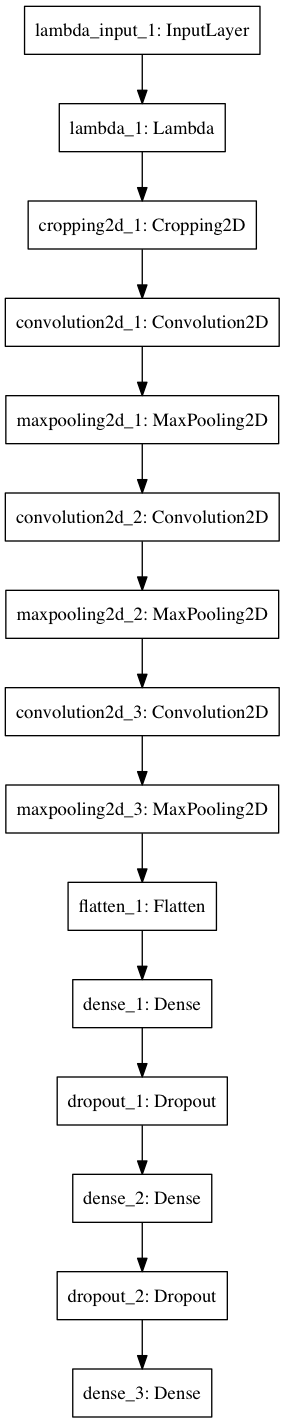 lambda_input_1: InputLayer
lambda_1: Lambda
cropping2d_1: Cropping2D
convolution2d_1: Convolution2D
maxpooling2d_1: MaxPooling2D
convolution2d_2: Convolution2D
maxpooling2d_2: MaxPooling2D
convolution2d_3: Convolution2D
maxpooling2d_3: MaxPooling2D
flatten_1: Flatten
dense_1: Dense
dropout_1: Dropout
dense_2: Dense
dropout_2: Dropout
dense_3: Dense